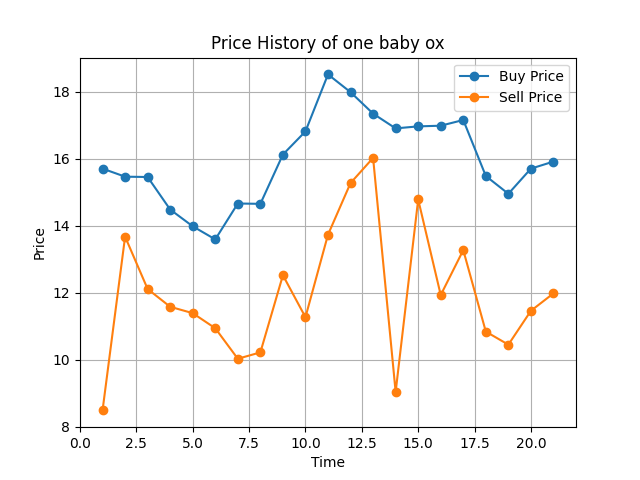 Price History of one baby ox
Buy Price
Sell Price
18
16
14
12
10
8
Price
0.0 2.5 5.0 7.5 10.0 12.5 15.0 17.5 20.0
Time